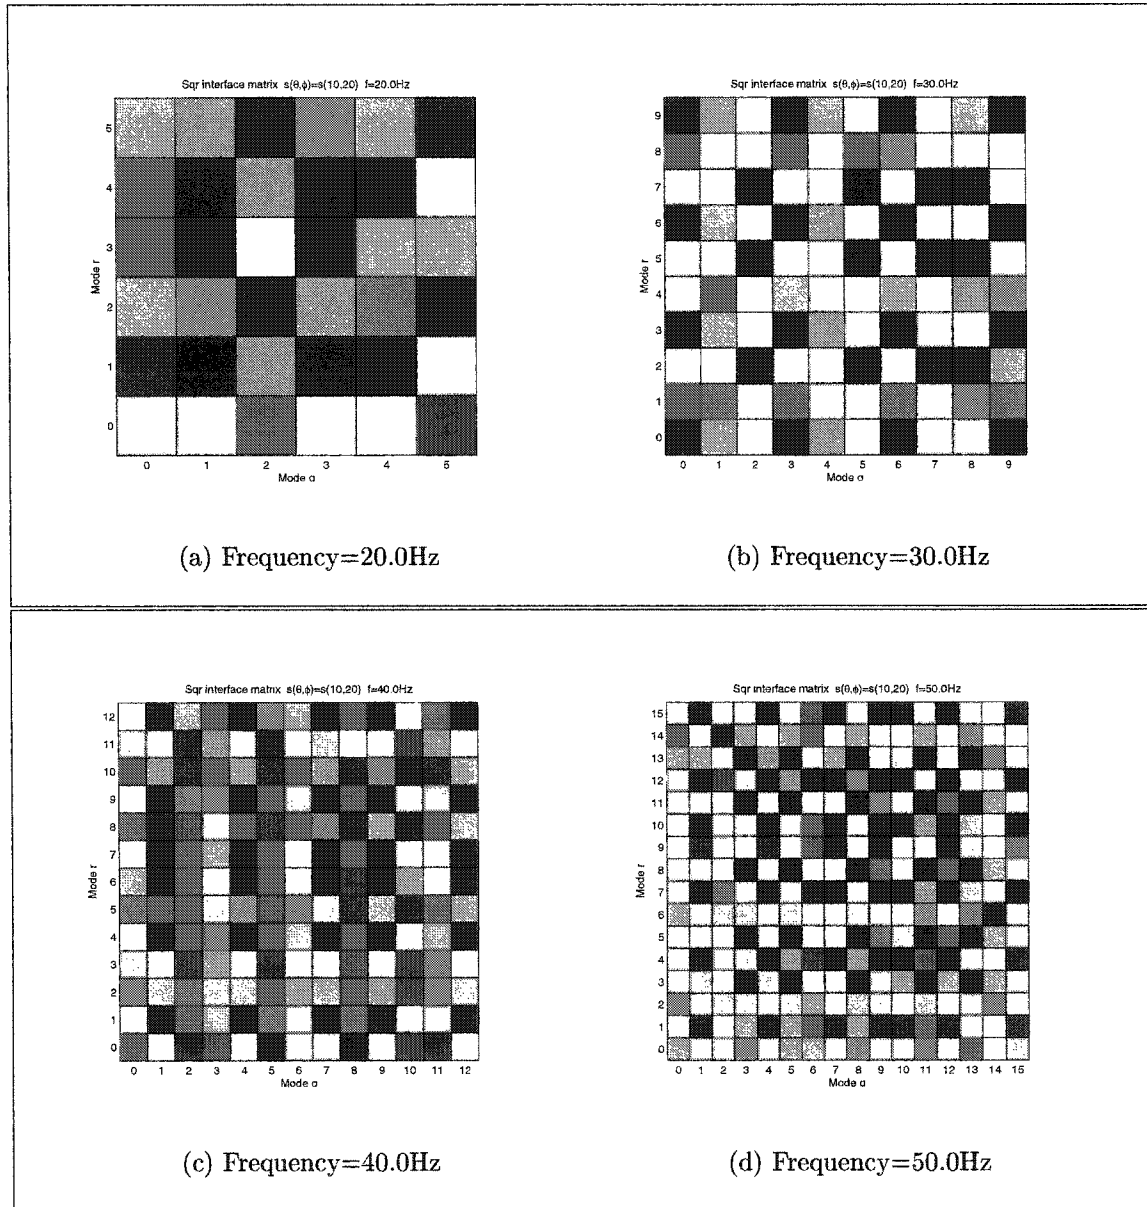 Sqr interface matrix s(θ,φ)=s(10,20) f=20.0Hz
5
4
3
2
1
0
Mode r
0 1 2 3 4 5
Mode q
(a) Frequency=20.0Hz
Sqr interface matrix s(θ,φ)=s(10,20) f=30.0Hz
9
8
7
6
5
4
3
2
1
0
Mode r
0 1 2 3 4 5 6 7 8 9
Mode q
(b) Frequency=30.0Hz
Sqr interface matrix s(θ,φ)=s(10,20) f=40.0Hz
12
11
10
9
8
7
6
5
4
3
2
1
0
Mode r
0 1 2 3 4 5 6 7 8 9 10 11 12
Mode q
(c) Frequency=40.0Hz
Sqr interface matrix s(θ,φ)=s(10,20) f=50.0Hz
15
14
13
12
11
10
9
8
7
6
5
4
3
2
1
0
Mode r
0 1 2 3 4 5 6 7 8 9 10 11 12 13 14 15
Mode q
(d) Frequency=50.0Hz